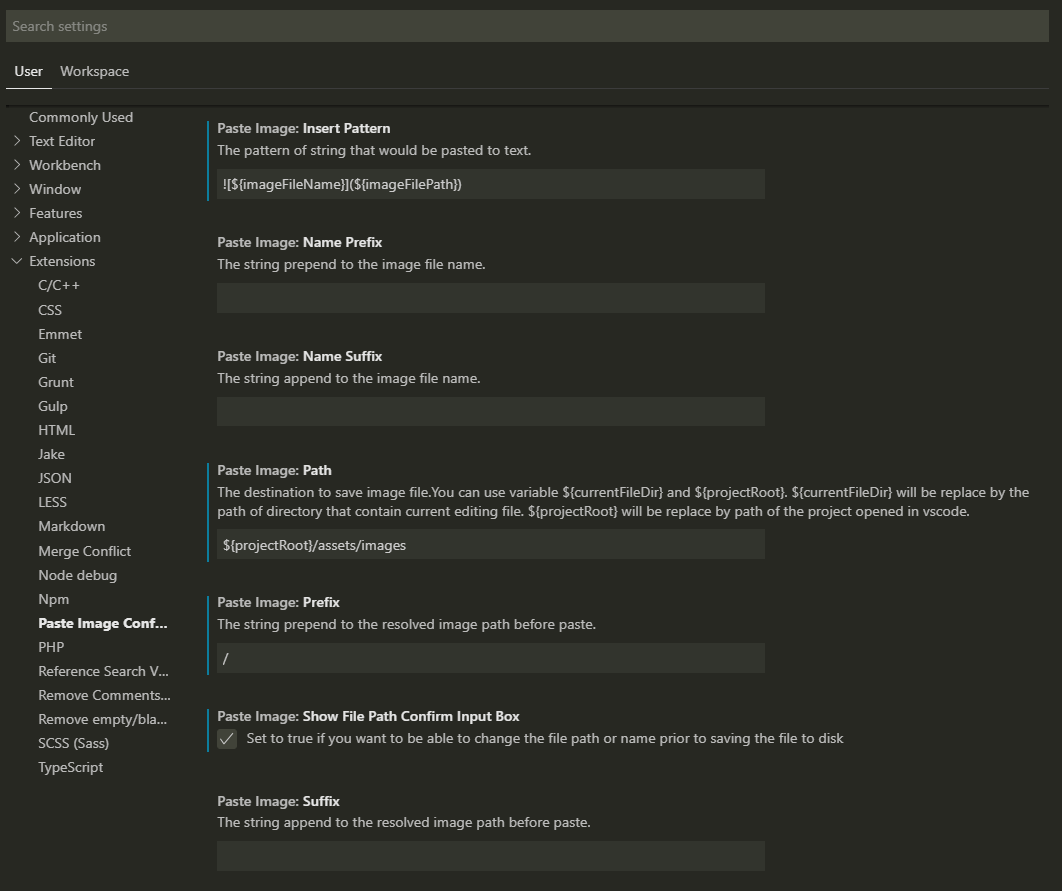 Search settings
User
Workspace
Commonly Used
Text Editor
Workbench
Window
Features
Application
Extensions
C/C++
CSS
Emmet
Git
Grunt
Gulp
HTML
Jake
JSON
LESS
Markdown
Merge Conflict
Node debug
Npm
Paste Image Conf...
PHP
Reference Search V...
Remove Comments...
Remove empty/bla...
SCSS (Sass)
TypeScript
Paste Image: Insert Pattern
The pattern of string that would be pasted to text.
![${imageFileName}](${imageFilePath})
Paste Image: Name Prefix
The string prepend to the image file name.
Paste Image: Name Suffix
The string append to the image file name.
Paste Image: Path
The destination to save image file.You can use variable ${currentFileDir} and ${projectRoot}. ${currentFileDir} will be replace by the
path of directory that contain current editing file. ${projectRoot} will be replace by path of the project opened in vscode.
${projectRoot}/assets/images
Paste Image: Prefix
The string prepend to the resolved image path before paste.
/
Paste Image: Show File Path Confirm Input Box
Set to true if you want to be able to change the file path or name prior to saving the file to disk
Paste Image: Suffix
The string append to the resolved image path before paste.